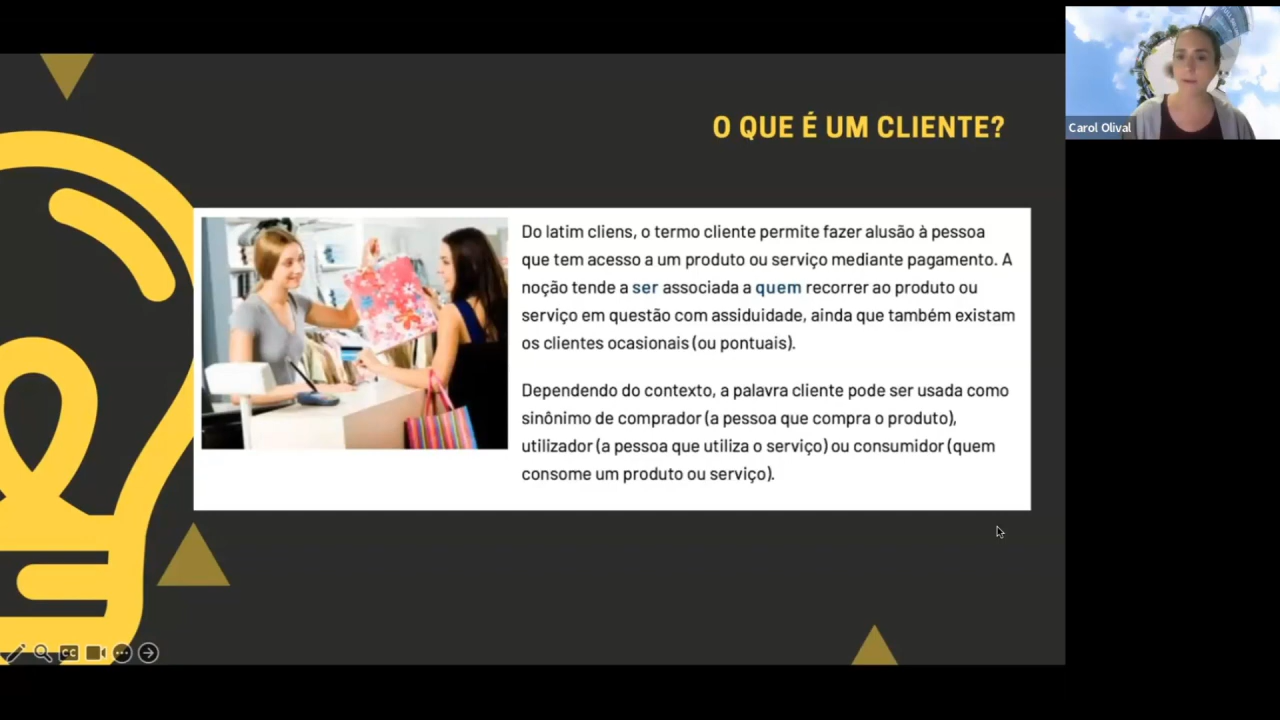 O QUE É UM CLIENTE?
Carol Olival
Do latim cliens, o termo cliente permite fazer alusão à pessoa
que tem acesso a um produto ou serviço mediante pagamento. A
noção tende a ser associada a quem recorrer ao produto ou
serviço em questão com assiduidade, ainda que também existam
os clientes ocasionais (ou pontuais).
Dependendo do contexto, a palavra cliente pode ser usada como
sinônimo de comprador (a pessoa que compra o produto),
utilizador (a pessoa que utiliza o serviço) ou consumidor (quem
consome um produto ou serviço).
CC